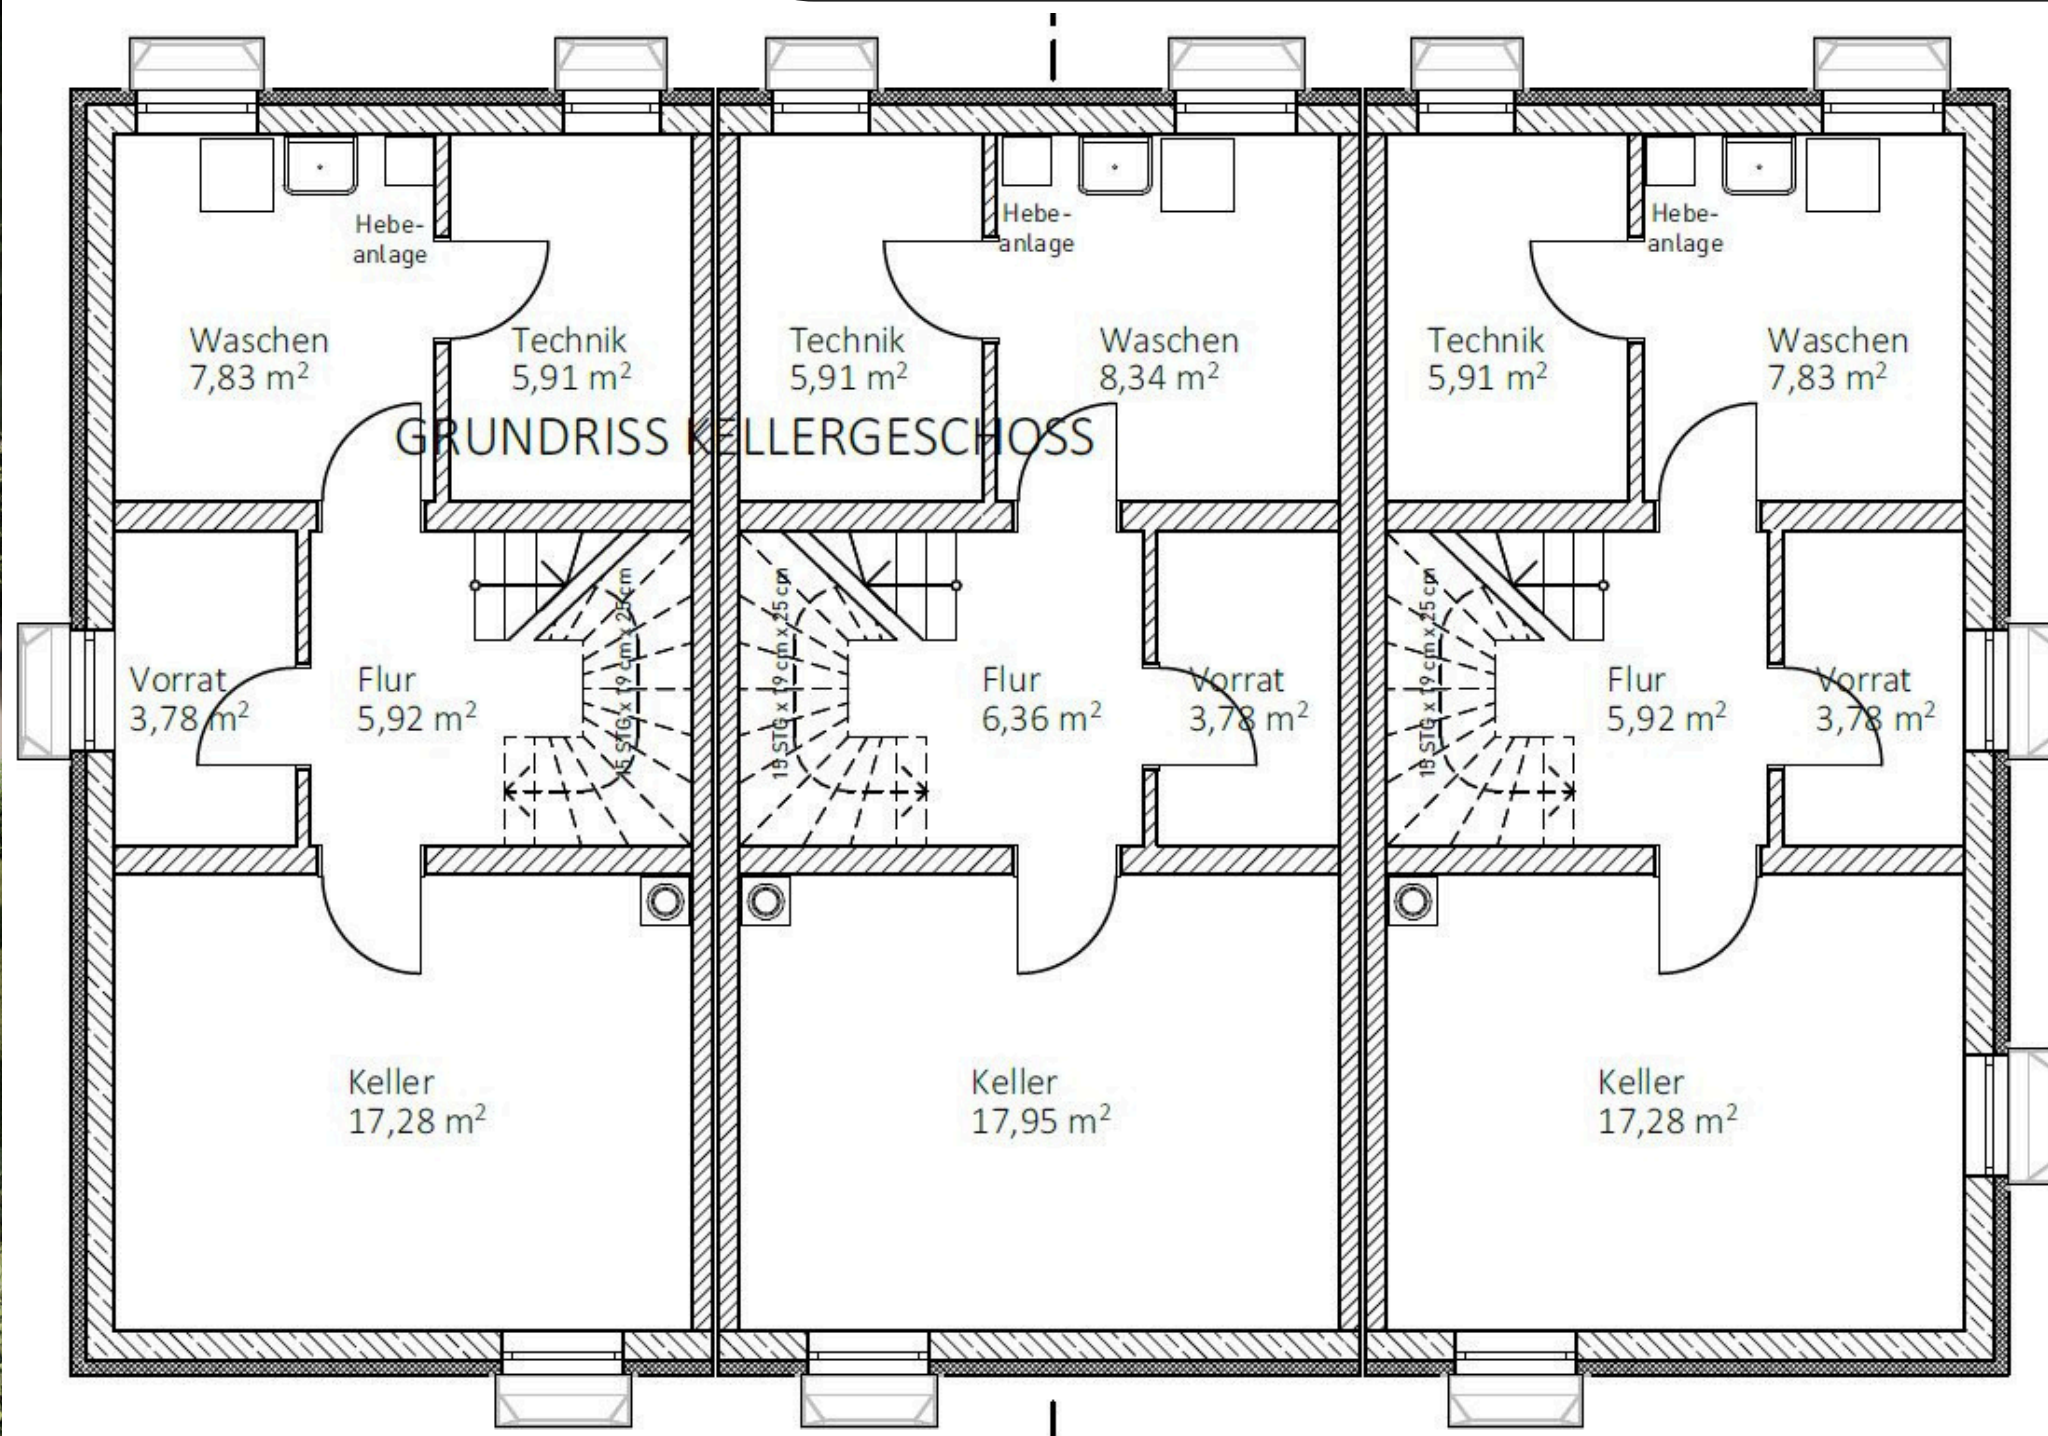 Hebe-
anlage
Hebe-
anlage
Hebe-
anlage
Waschen
7,83 m²
Technik
5,91 m²
Technik
5,91 m²
Waschen
8,34 m²
Technik
5,91 m²
Waschen
7,83 m²
GRUNDRISS KELLERGESCHOSS
15 STG x 19 cm x 25 cm
15 STG x 19 cm x 25 cm
15 STG x 19 cm x 25 cm
Vorrat
3,78 m²
Flur
5,92 m²
Flur
6,36 m²
Vorrat
3,78 m²
Flur
5,92 m²
Vorrat
3,78 m²
Keller
17,28 m²
Keller
17,95 m²
Keller
17,28 m²